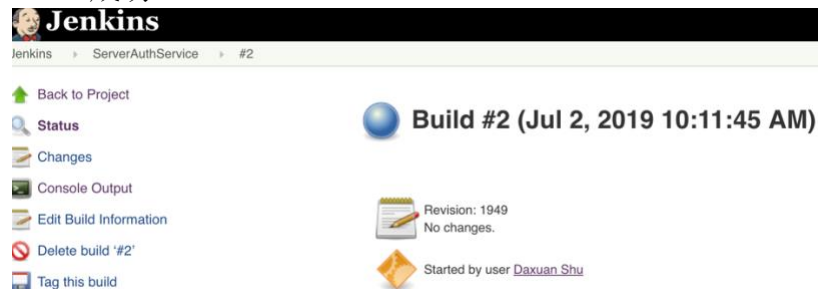 Jenkins
Jenkins ServerAuthService #2
Back to Project
Status
Changes
Console Output
Edit Build Information
Delete build ‘#2’
Tag this build
Build #2 (Jul 2, 2019 10:11:45 AM)
Revision: 1949
No changes.
Started by user Daxuan Shu